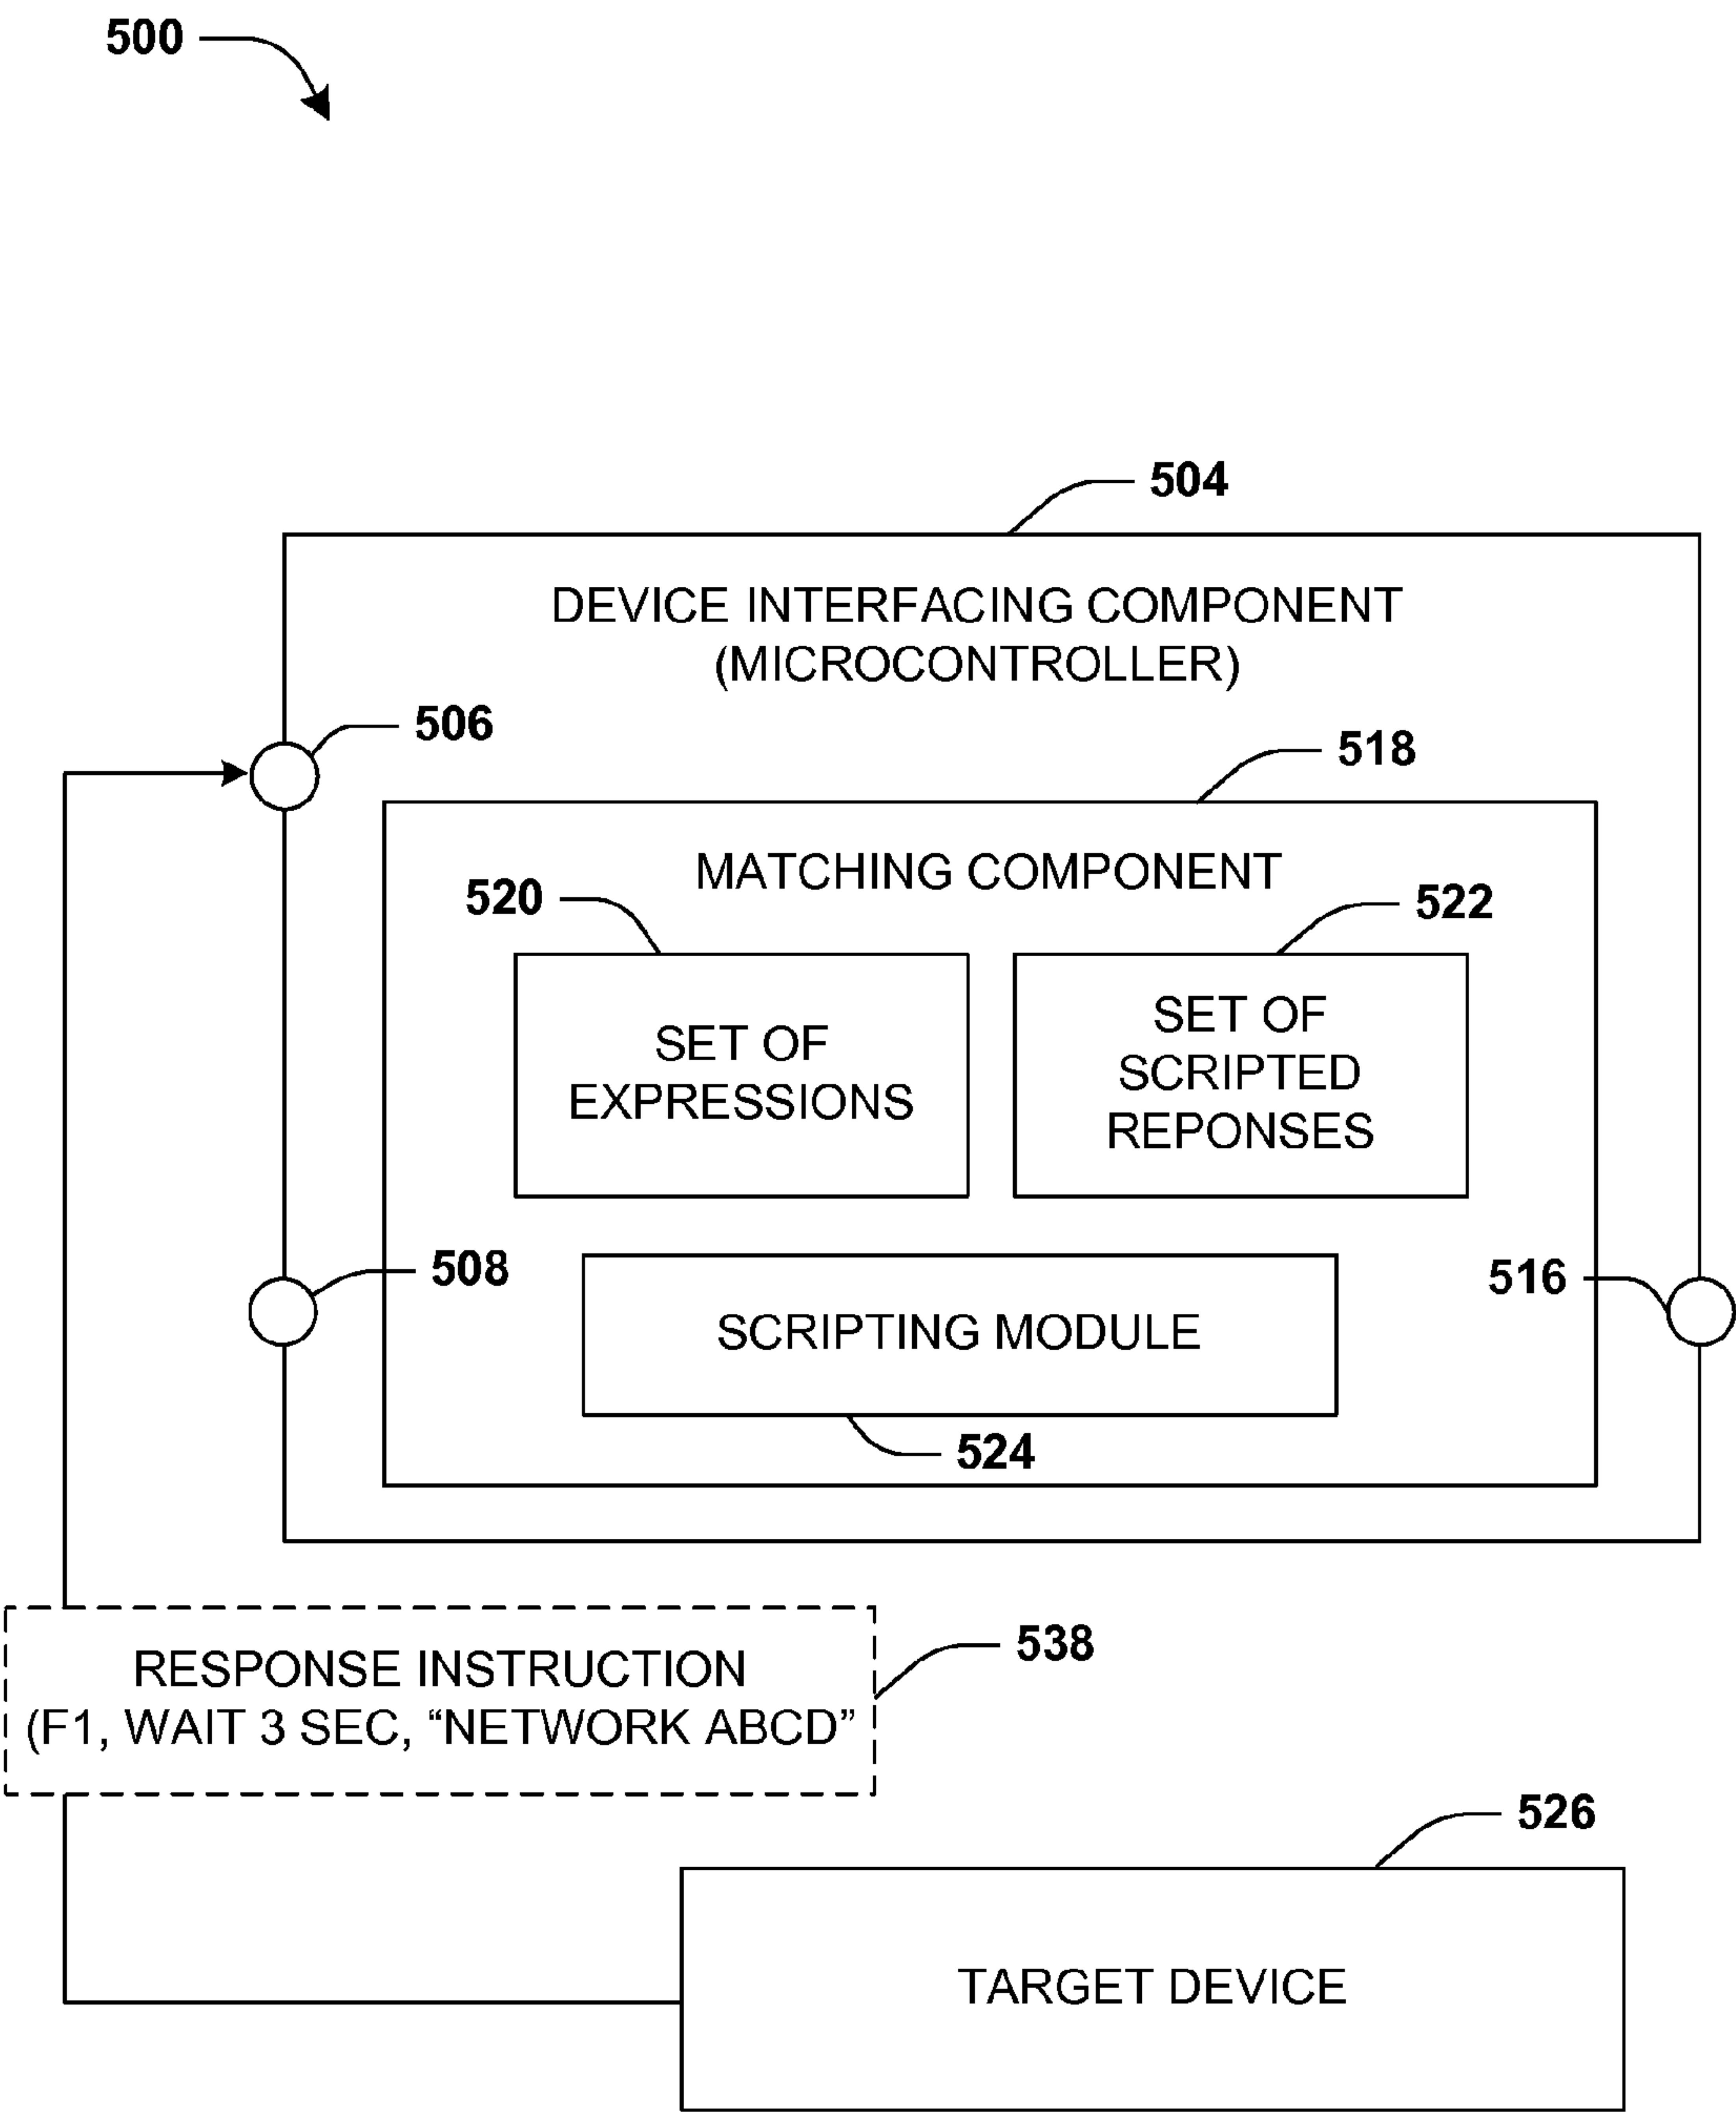 500
504
DEVICE INTERFACING COMPONENT
(MICROCONTROLLER)
506
518
MATCHING COMPONENT
520
522
SET OF
EXPRESSIONS
SET OF
SCRIPTED
REPONSES
508
516
SCRIPTING MODULE
524
RESPONSE INSTRUCTION
(F1, WAIT 3 SEC, “NETWORK ABCD”
538
526
TARGET DEVICE